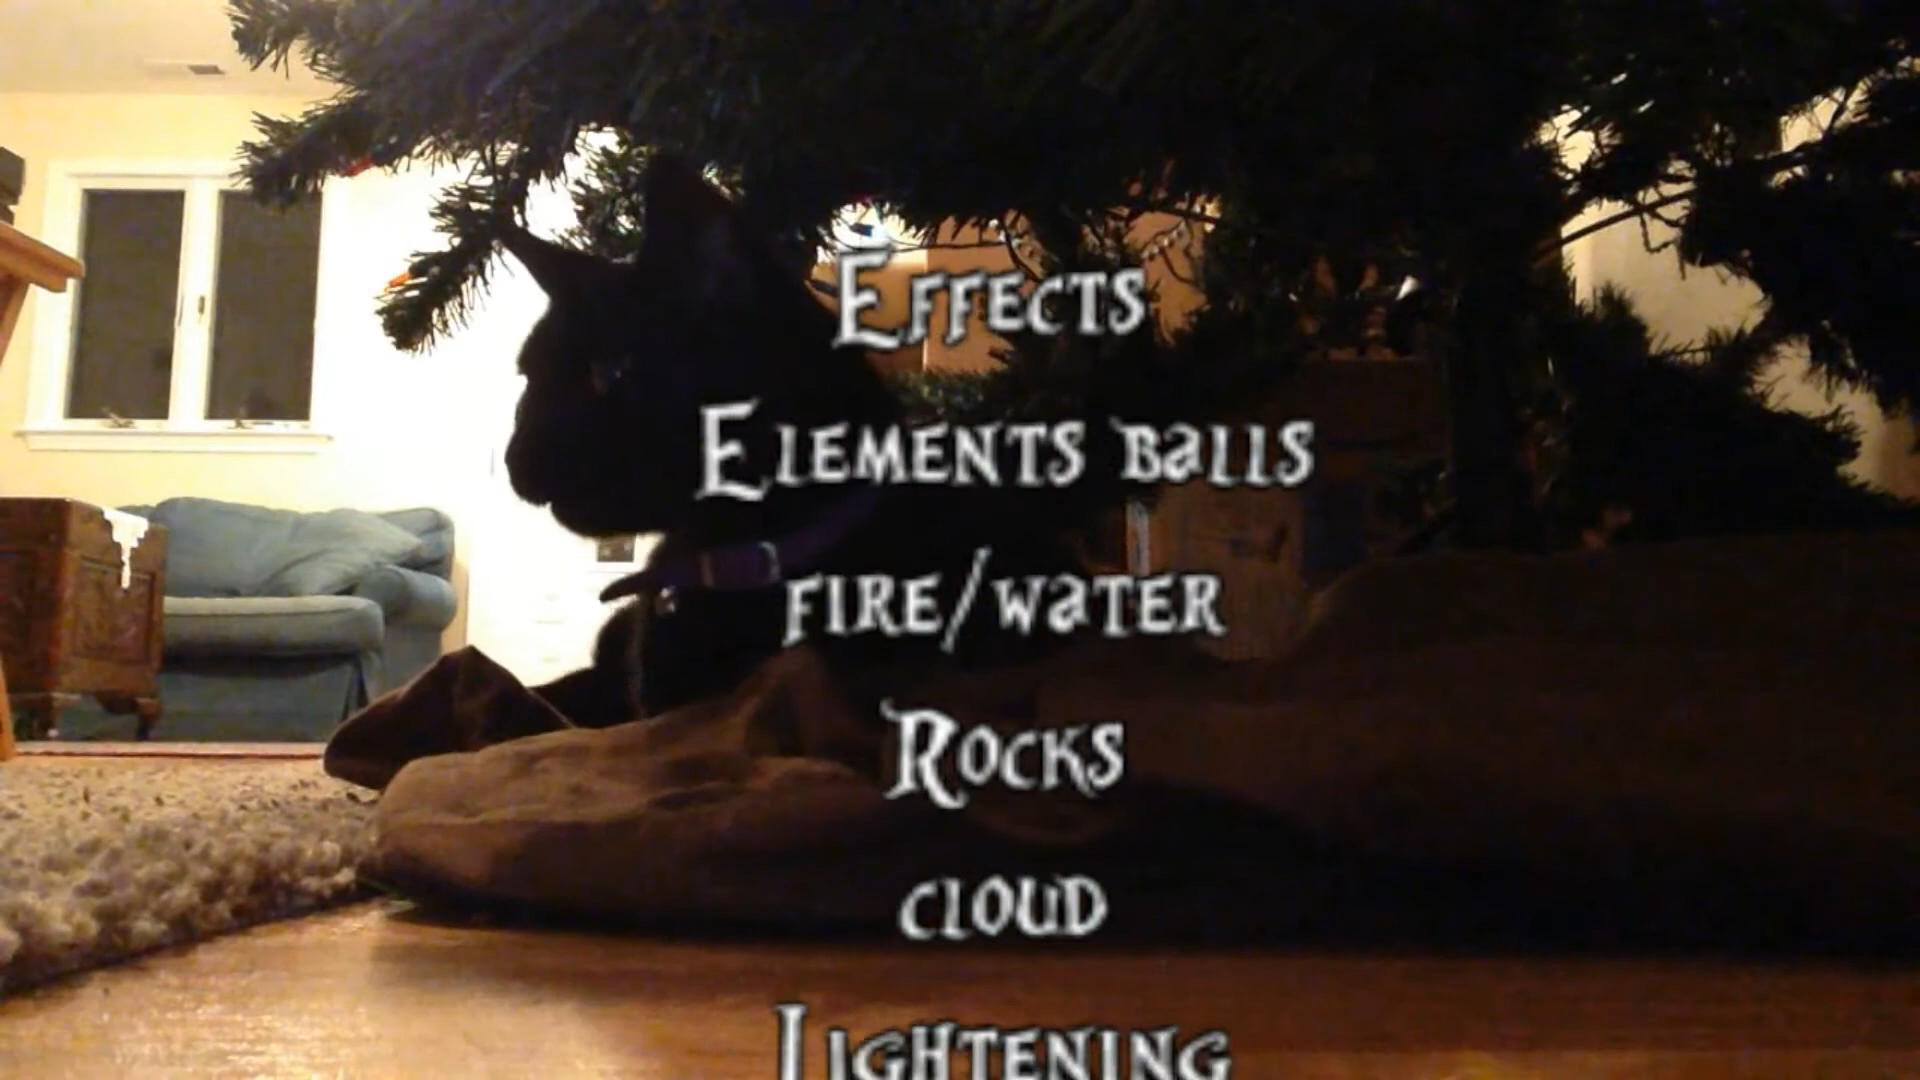 Effects
Elements balls
fire/water
Rocks
cloud
Lightening